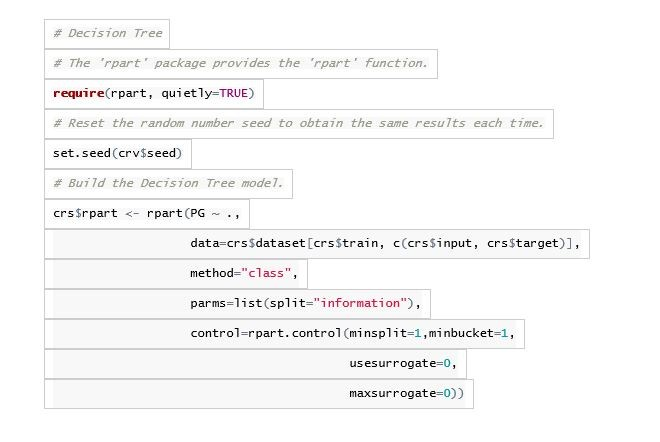 # Decision Tree
# The 'rpart' package provides the 'rpart' function.
require(rpart, quietly=TRUE)
# Reset the random number seed to obtain the same results each time.
set.seed(crv$seed)
# Build the Decision Tree model.
crs$rpart <- rpart(PG ~ .,
data=crs$dataset[crs$train, c(crs$input, crs$target)],
method="class",
parms=list(split="information"),
control=rpart.control(minsplit=1,minbucket=1,
usesurrogate=0,
maxsurrogate=0))